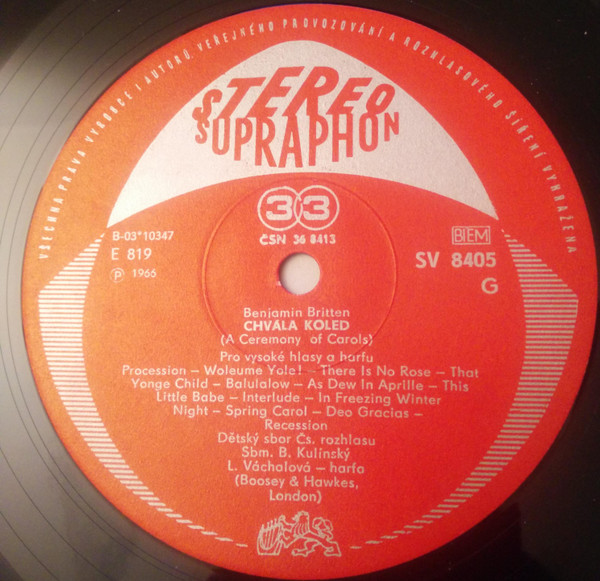 VŠECHNA PRÁVA VÝROBCE I AUTORŮ, VEŘEJNÉHO PROVOZOVÁNÍ A ROZHLASOVÉHO ŠÍŘENÍ VYHRAŽENA
STEREO
SUPRAPHON
33
B-03*10347
ČSN 36 8413
BIEM
E 819
SV 8405
℗ 1966
G
Benjamin Britten
CHVÁLA KOLED
(A Ceremony of Carols)
Pro vysoké hlasy a harfu
Procession – Woleume Yole! – There Is No Rose – That
Yonge Child – Balulalow – As Dew In Aprille – This
Little Babe – Interlude – In Freezing Winter
Night – Spring Carol – Deo Gracias –
Recession
Dětský sbor Čs. rozhlasu
Sbm. B. Kulínský
L. Váchalová – harfa
(Boosey & Hawkes,
London)